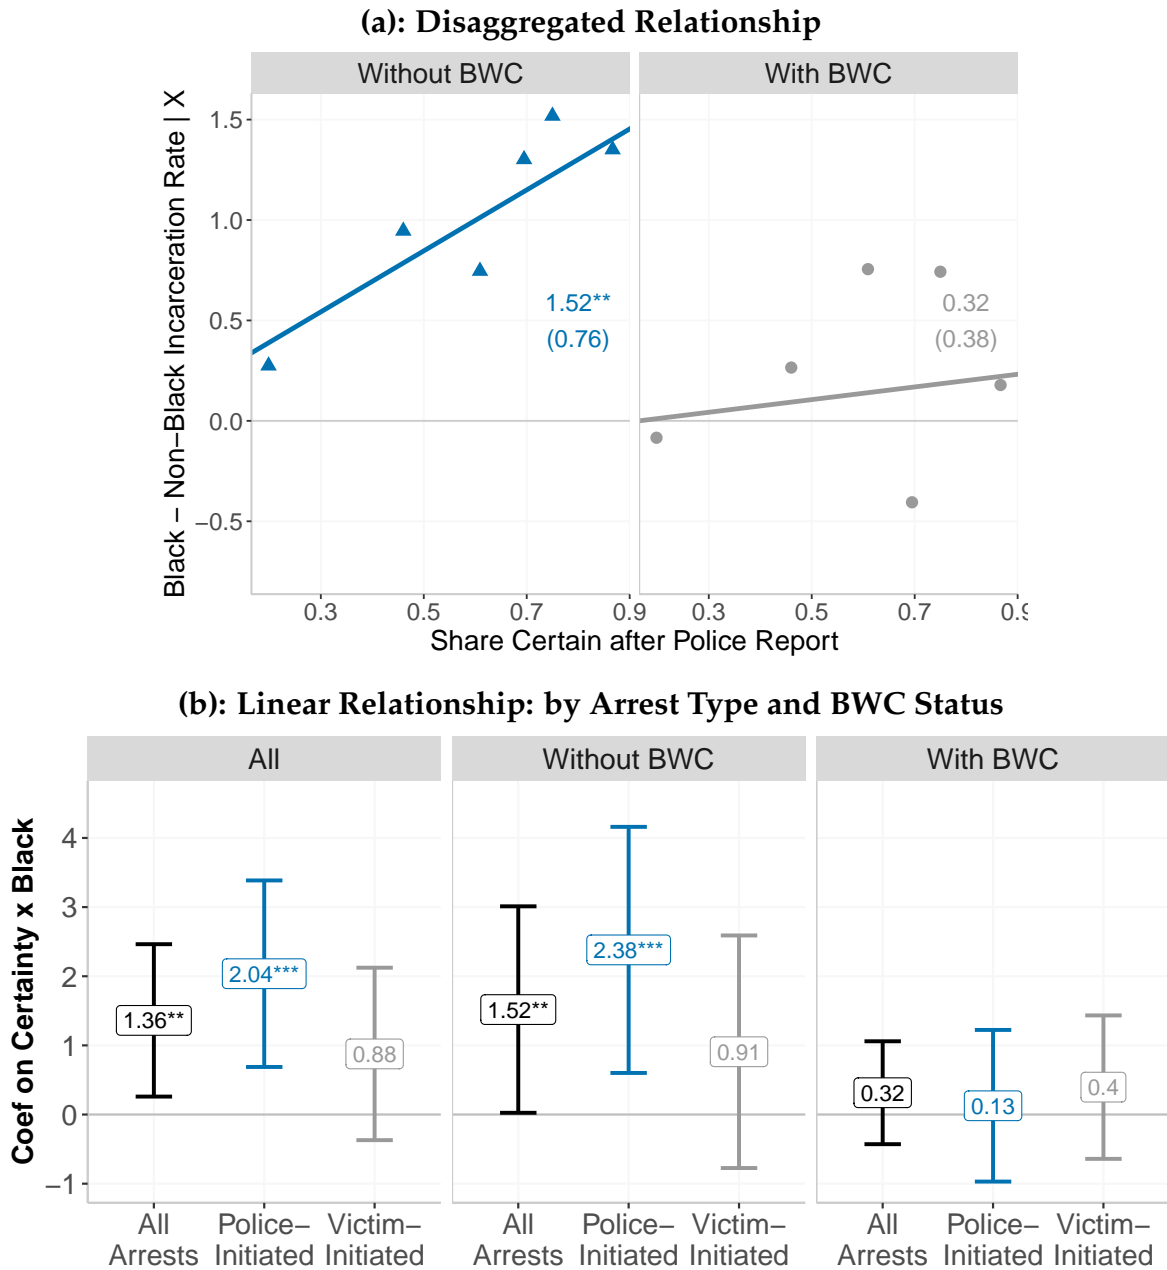 (a): Disaggregated Relationship
Without BWC
With BWC
Black − Non−Black Incarceration Rate | X
1.5
1.0
0.5
0.0
−0.5
1.52**
(0.76)
0.32
(0.38)
0.3 0.5 0.7 0.9
0.3 0.5 0.7 0.9
Share Certain after Police Report
(b): Linear Relationship: by Arrest Type and BWC Status
All
Without BWC
With BWC
Coef on Certainty x Black
4
3
2
1
0
−1
1.36**
2.04***
0.88
1.52**
2.38***
0.91
0.32
0.13
0.4
All Police− Victim−
Arrests Initiated Initiated
All Police− Victim−
Arrests Initiated Initiated
All Police− Victim−
Arrests Initiated Initiated